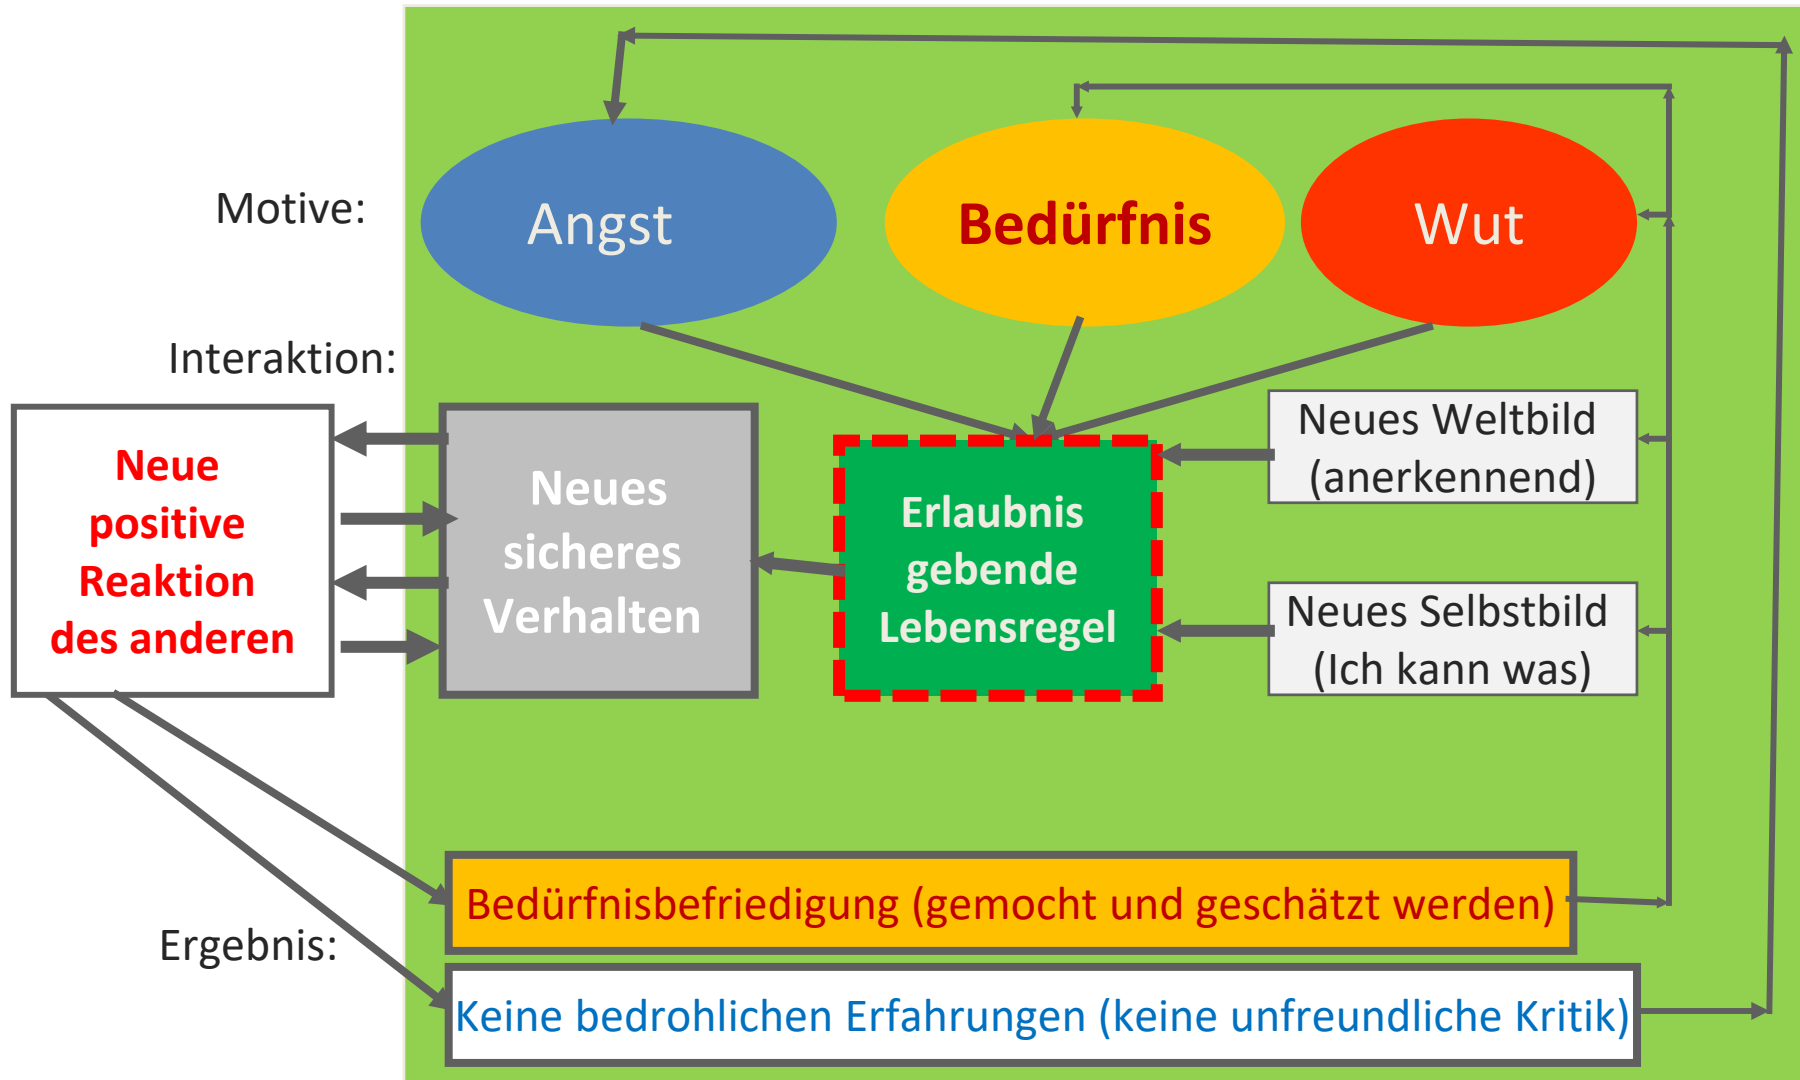 Motive:
Angst
Bedürfnis
Wut
Interaktion:
Neue
positive
Reaktion
des anderen
Neues
sicheres
Verhalten
Erlaubnis
gebende
Lebensregel
Neues Weltbild
(anerkennend)
Neues Selbstbild
(Ich kann was)
Ergebnis:
Bedürfnisbefriedigung (gemocht und geschätzt werden)
Keine bedrohlichen Erfahrungen (keine unfreundliche Kritik)